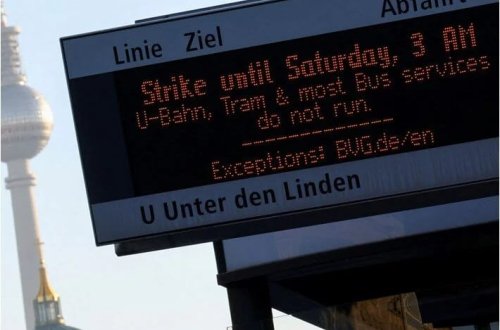 Linie Ziel Abfahrt
Strike until Saturday, 3 AM
U-Bahn, Tram & most Bus services
do not run.
Exceptions! BVG.de/en
U Unter den Linden